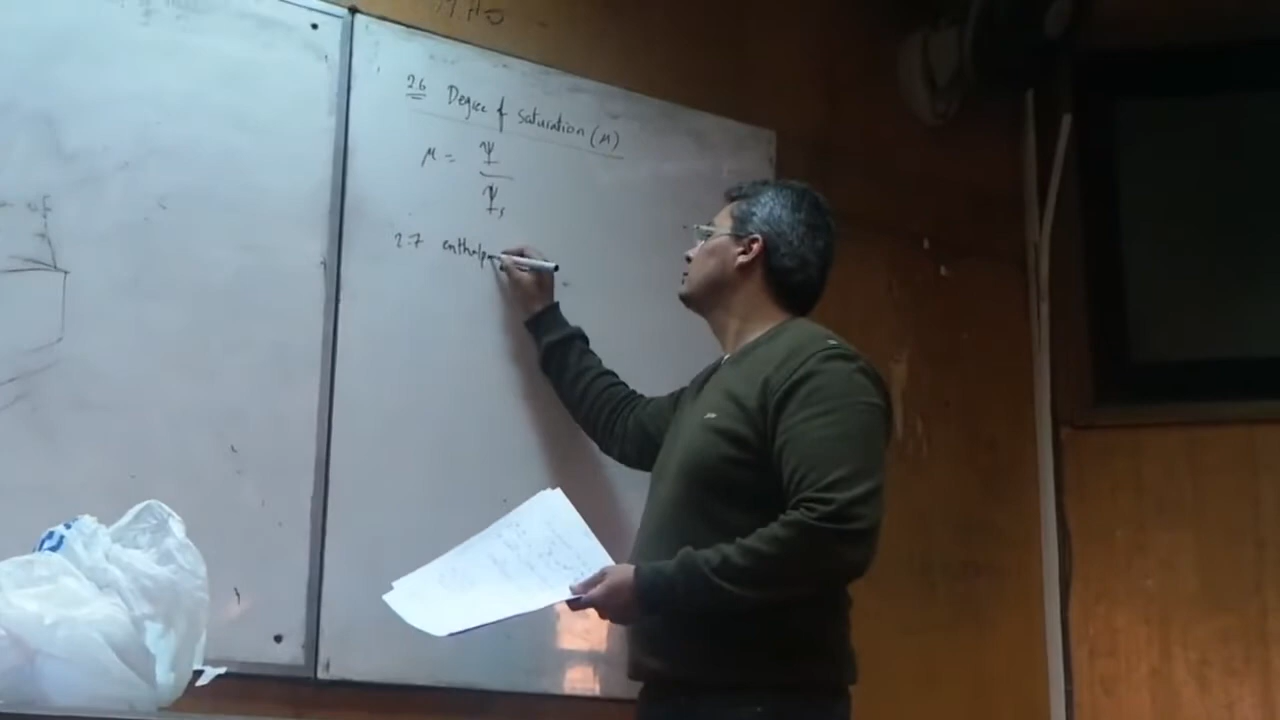 2.6 Degree of saturation (μ)
μ = Ψ
Ψs
2.7 enthalp